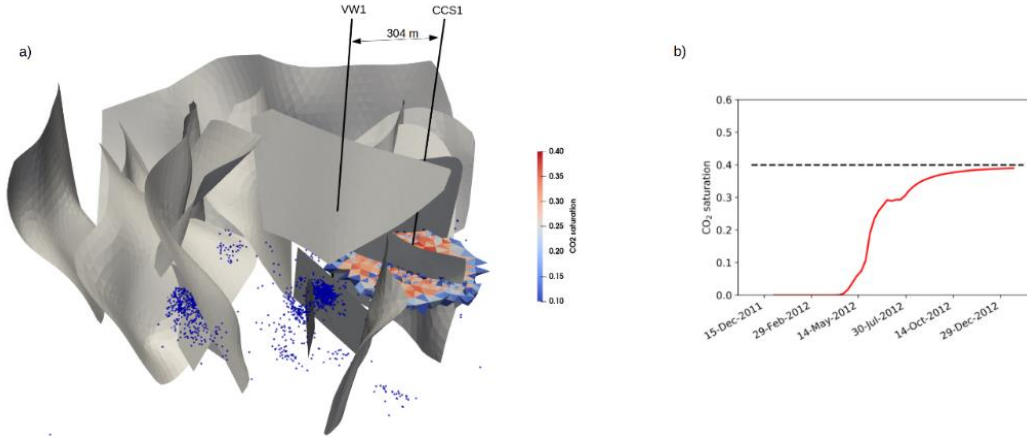 a)
VW1
CCS1
304 m
0.40
0.35
0.30
0.25
0.20
0.15
0.10
CO2 saturation
b)
0.6
0.5
0.4
0.3
0.2
0.1
0.0
CO₂ saturation
15-Dec-2011
29-Feb-2012
14-May-2012
30-Jul-2012
14-Oct-2012
29-Dec-2012